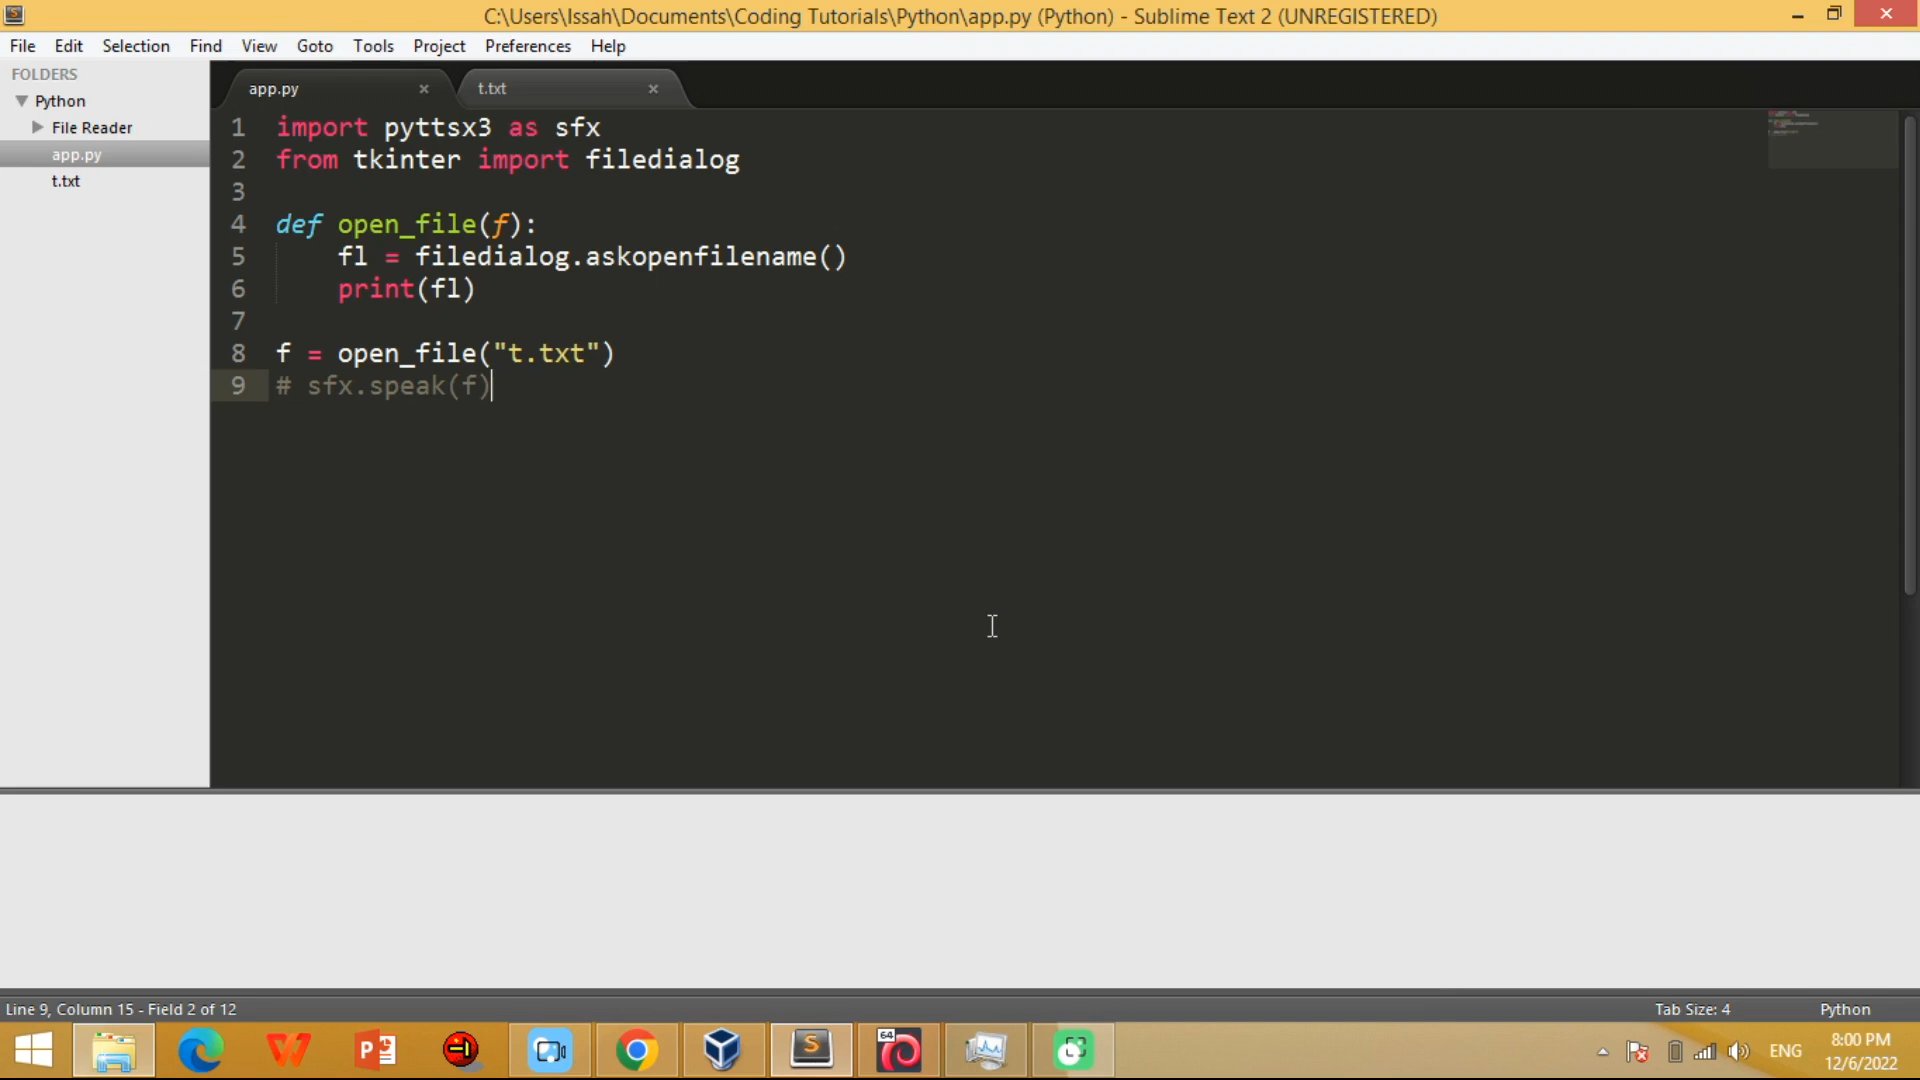 C:\Users\Issah\Documents\Coding Tutorials\Python\app.py (Python) - Sublime Text 2 (UNREGISTERED)
File Edit Selection Find View Goto Tools Project Preferences Help
FOLDERS
Python
File Reader
app.py
t.txt
app.py
t.txt
1 import pyttsx3 as sfx
2 from tkinter import filedialog
3
4 def open_file(f):
5 fl = filedialog.askopenfilename()
6 print(fl)
7
8 f = open_file("t.txt")
9 # sfx.speak(f)
Line 9, Column 15 - Field 2 of 12
Tab Size: 4
Python
64
ENG
8:00 PM
12/6/2022